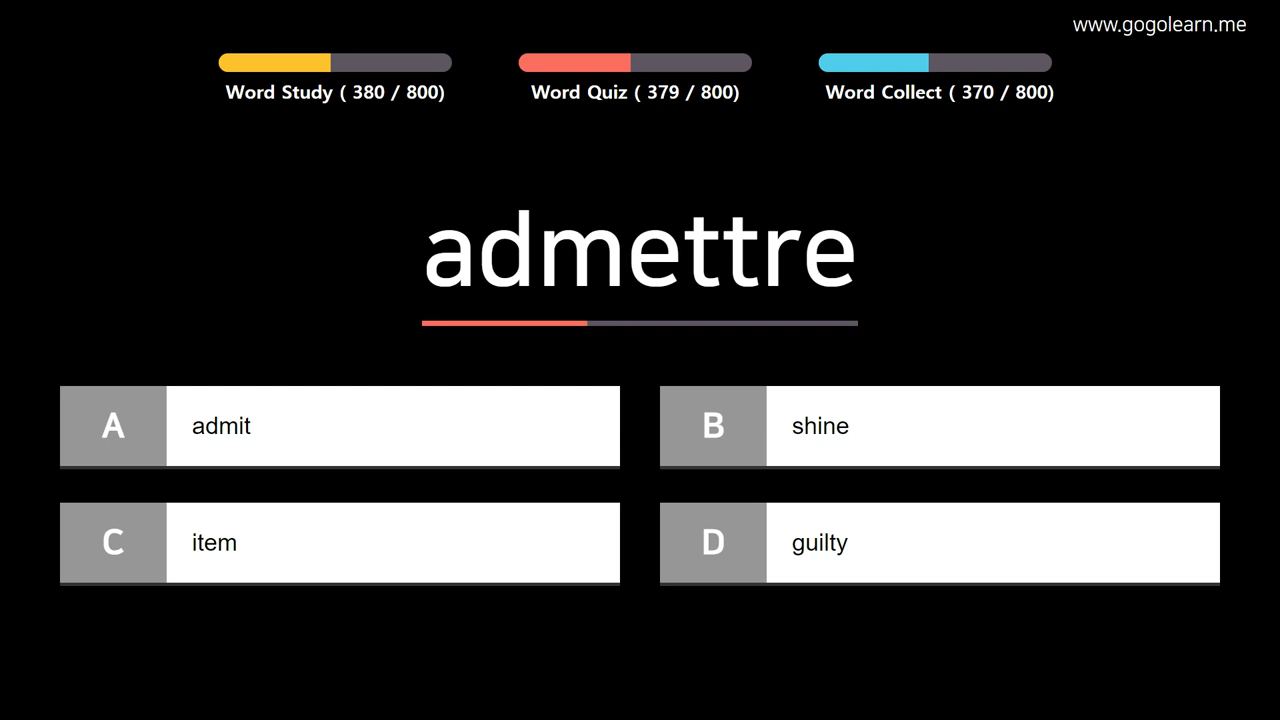 www.gogolearn.me
Word Study ( 380 / 800)
Word Quiz ( 379 / 800)
Word Collect ( 370 / 800)
admettre
A admit
B shine
C item
D guilty